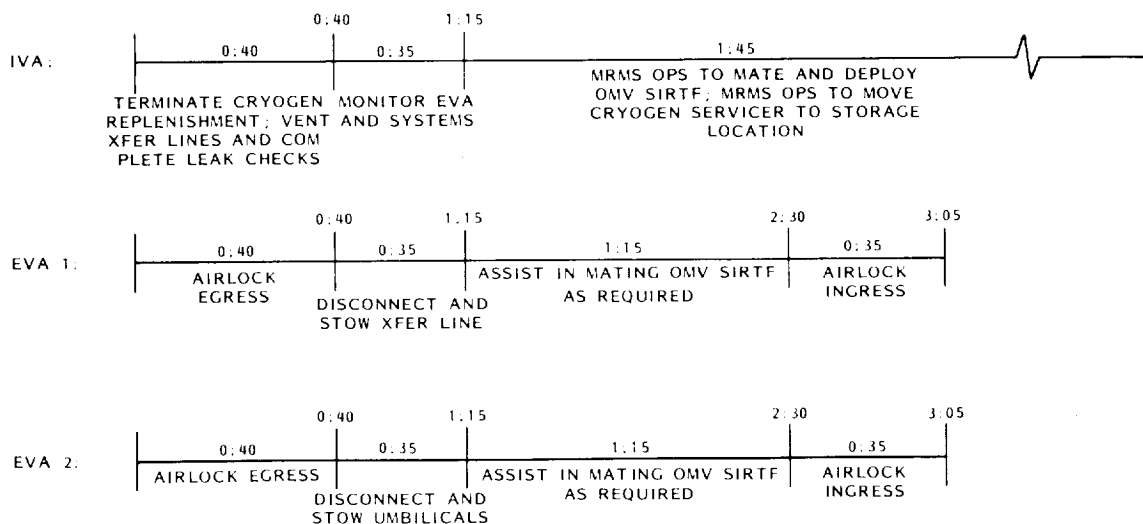 0:40 1:15
IVA: 0:40 0:35 1:45
TERMINATE CRYOGEN REPLENISHMENT; VENT XFER LINES AND COM PLETE LEAK CHECKS
MONITOR EVA AND SYSTEMS
MRMS OPS TO MATE AND DEPLOY
OMV SIRTF; MRMS OPS TO MOVE
CRYOGEN SERVICER TO STORAGE
LOCATION
0:40 1:15 2:30 3:05
EVA 1: 0:40 0:35 1:15 0:35
AIRLOCK
EGRESS
DISCONNECT AND
STOW XFER LINE
ASSIST IN MATING OMV SIRTF
AS REQUIRED
AIRLOCK
INGRESS
0:40 1:15 2:30 3:05
EVA 2: 0:40 0:35 1:15 0:35
AIRLOCK EGRESS
DISCONNECT AND
STOW UMBILICALS
ASSIST IN MATING OMV SIRTF
AS REQUIRED
AIRLOCK
INGRESS